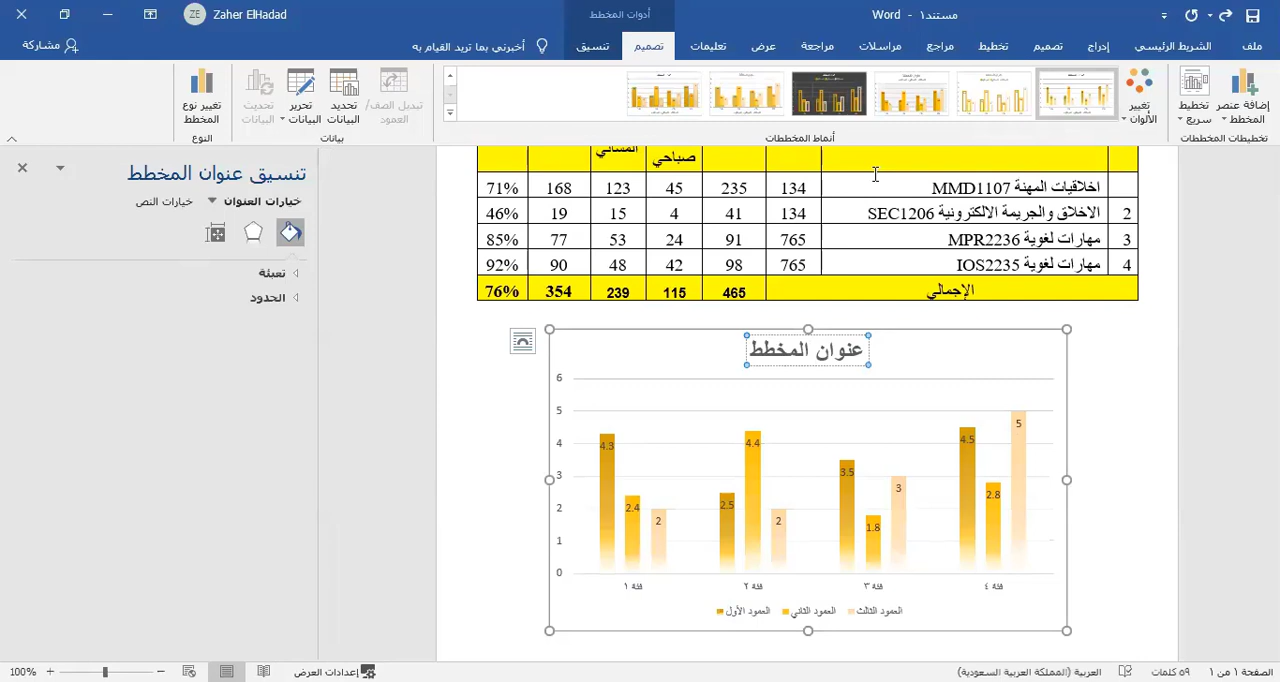 Zaher ElHadad
ZE
أدوات المخطط
مستند١ - Word
ملف
الشريط الرئيسي
إدراج
تصميم
تخطيط
مراجع
مراسلات
مراجعة
عرض
تعليمات
تصميم
تنسيق
أخبرني بما تريد القيام به
مشاركة
إضافة عنصر المخطط
تخطيط سريع
تغيير الألوان
تبديل الصف/العمود
تحديد البيانات
تحرير البيانات
تحديث البيانات
تغيير نوع المخطط
تخطيطات المخططات
أنماط المخططات
بيانات
النوع
تنسيق عنوان المخطط
خيارات العنوان
خيارات النص
تعبئة
الحدود
صباحي
المسائي
اخلاقيات المهنة MMD1107 134 235 45 123 168 71%
2 الاخلاق والجريمة الالكترونية SEC1206 134 41 4 15 19 46%
3 مهارات لغوية MPR2236 765 91 24 53 77 85%
4 مهارات لغوية IOS2235 765 98 42 48 90 92%
الإجمالي 465 115 239 354 76%
عنوان المخطط
6
5
4
3
2
1
0
4.3 2.4 2
2.5 4.4 2
3.5 1.8 3
4.5 2.8 5
فئة ١ فئة ٢ فئة ٣ فئة ٤
العمود الأول العمود الثاني العمود الثالث
الصفحة ١ من ١
٥٩ كلمات
العربية (المملكة العربية السعودية)
إعدادات العرض
100%